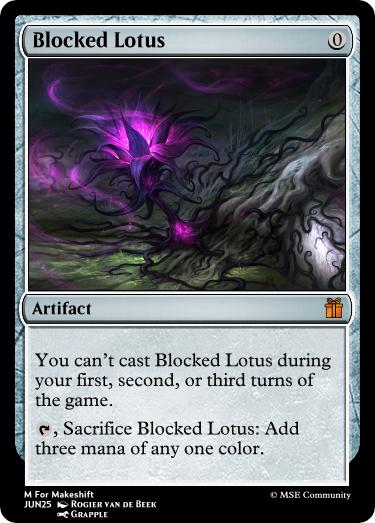 Blocked Lotus 0
Artifact
You can't cast Blocked Lotus during
your first, second, or third turns of
the game.
, Sacrifice Blocked Lotus: Add
three mana of any one color.
M For Makeshift
JUN25 Rogier van de Beek © MSE Community
Grapple